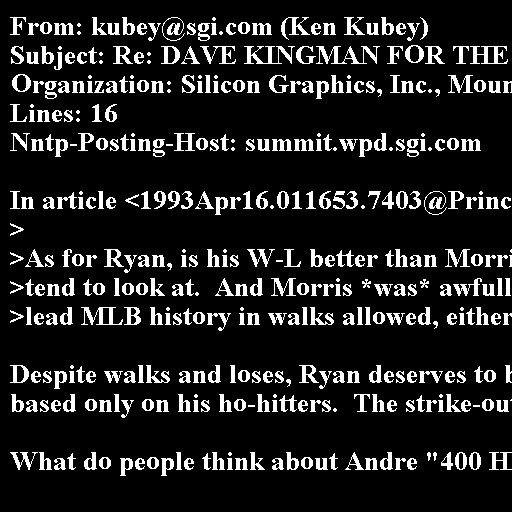 From: kubey@sgi.com (Ken Kubey)
Subject: Re: DAVE KINGMAN FOR THE
Organization: Silicon Graphics, Inc., Moun
Lines: 16
Nntp-Posting-Host: summit.wpd.sgi.com

In article <1993Apr16.011653.7403@Princ
>
>As for Ryan, is his W-L better than Morri
>tend to look at.  And Morris *was* awfull
>lead MLB history in walks allowed, either

Despite walks and loses, Ryan deserves to b
based only on his ho-hitters.  The strike-ou

What do people think about Andre "400 H